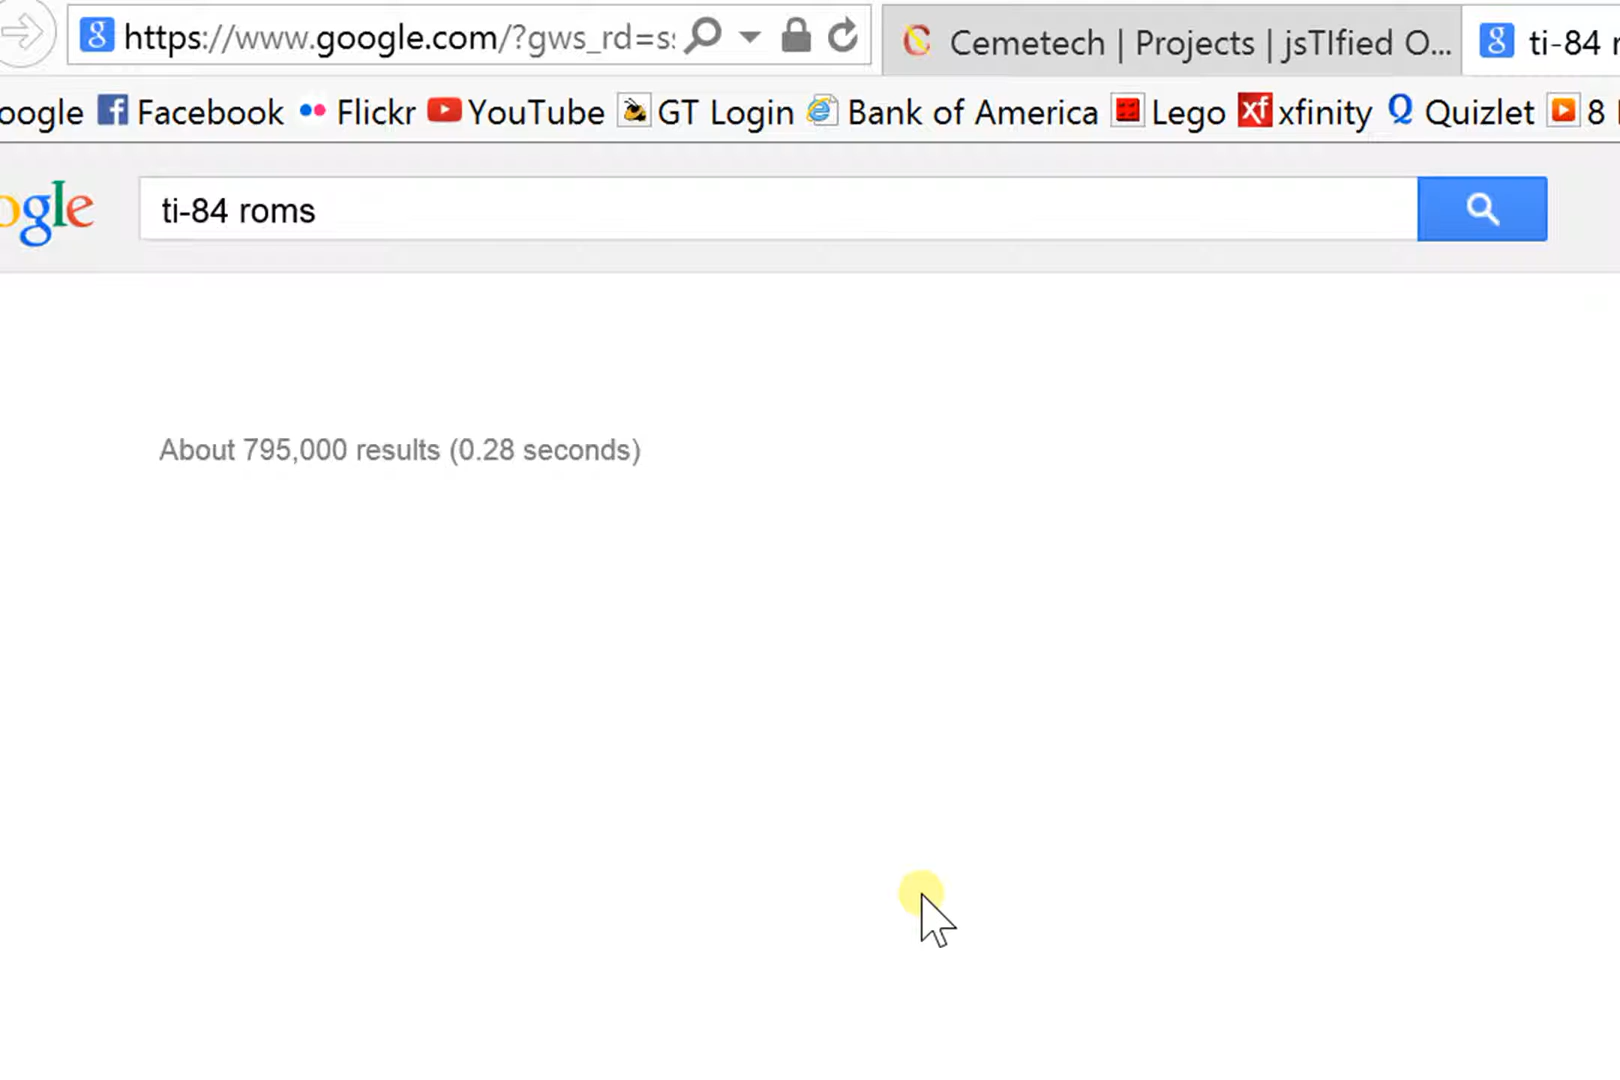 https://www.google.com/?gws_rd=s
Cemetech | Projects | jsTIfied O...
ti-84
oogle Facebook Flickr YouTube GT Login Bank of America Lego xfinity Quizlet 8
ogle
ti-84 roms
About 795,000 results (0.28 seconds)